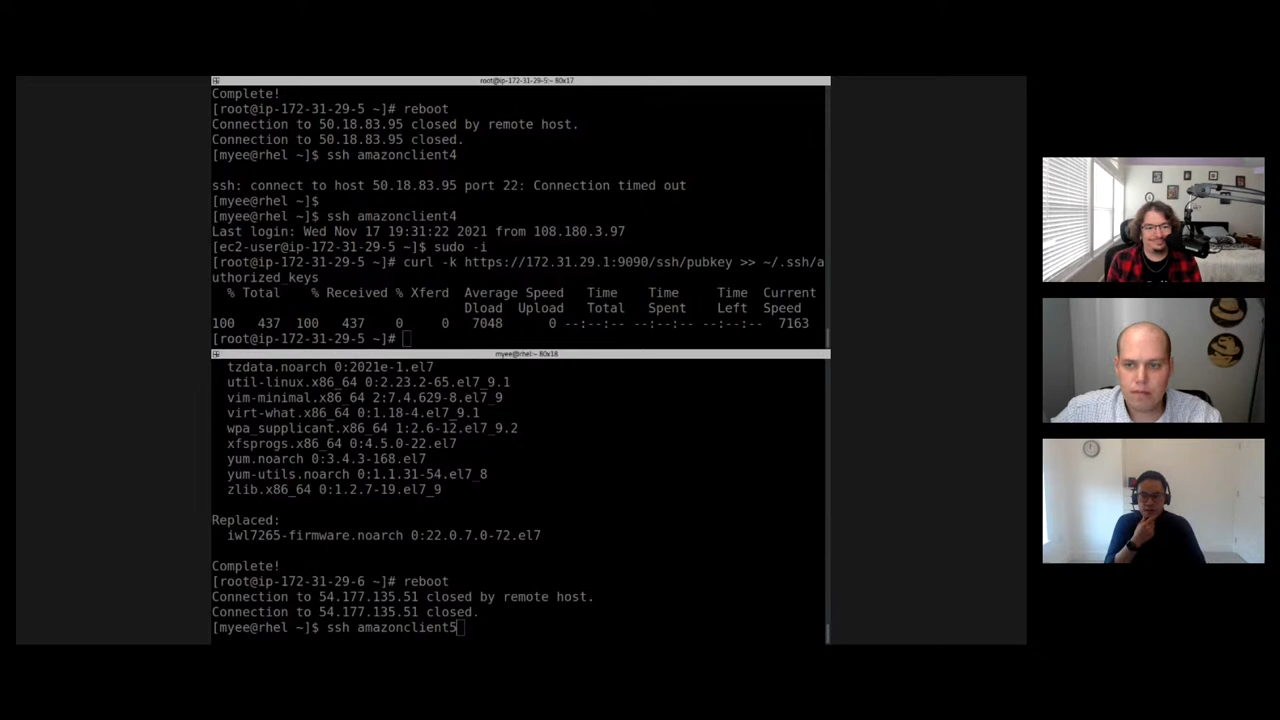 root@ip-172-31-29-5:~ 80x17
Complete!
[root@ip-172-31-29-5 ~]# reboot
Connection to 50.18.83.95 closed by remote host.
Connection to 50.18.83.95 closed.
[myee@rhel ~]$ ssh amazonclient4
ssh: connect to host 50.18.83.95 port 22: Connection timed out
[myee@rhel ~]$
[myee@rhel ~]$ ssh amazonclient4
Last login: Wed Nov 17 19:31:22 2021 from 108.180.3.97
[ec2-user@ip-172-31-29-5 ~]$ sudo -i
[root@ip-172-31-29-5 ~]# curl -k https://172.31.29.1:9090/ssh/pubkey >> ~/.ssh/a
uthorized_keys
% Total % Received % Xferd Average Speed Time Time Time Current
Dload Upload Total Spent Left Speed
100 437 100 437 0 0 7048 0 --:--:-- --:--:-- --:--:-- 7163
[root@ip-172-31-29-5 ~]#
myee@rhel:~ 80x18
tzdata.noarch 0:2021e-1.el7
util-linux.x86_64 0:2.23.2-65.el7_9.1
vim-minimal.x86_64 2:7.4.629-8.el7_9
virt-what.x86_64 0:1.18-4.el7_9.1
wpa_supplicant.x86_64 1:2.6-12.el7_9.2
xfsprogs.x86_64 0:4.5.0-22.el7
yum.noarch 0:3.4.3-168.el7
yum-utils.noarch 0:1.1.31-54.el7_8
zlib.x86_64 0:1.2.7-19.el7_9
Replaced:
iwl7265-firmware.noarch 0:22.0.7.0-72.el7
Complete!
[root@ip-172-31-29-6 ~]# reboot
Connection to 54.177.135.51 closed by remote host.
Connection to 54.177.135.51 closed.
[myee@rhel ~]$ ssh amazonclient5